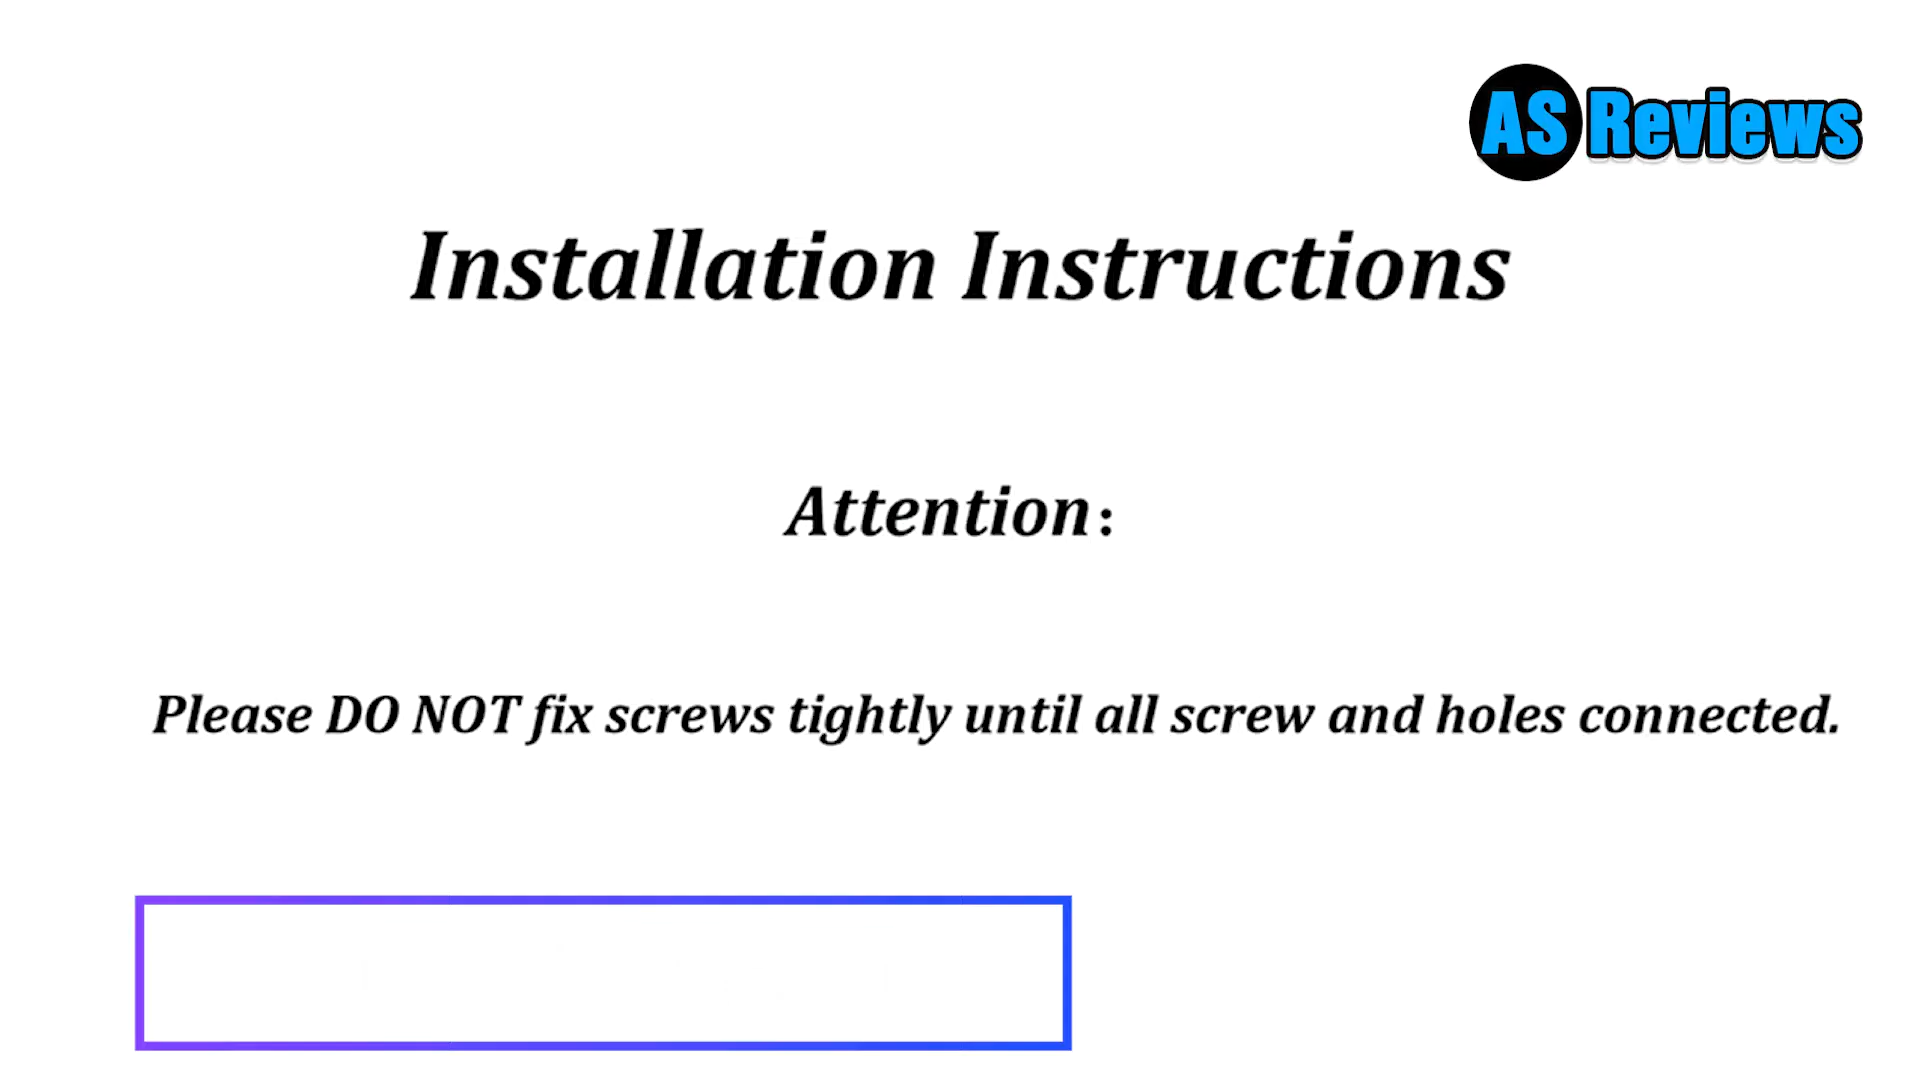 AS Reviews
Installation Instructions
Attention：
Please DO NOT fix screws tightly until all screw and holes connected.